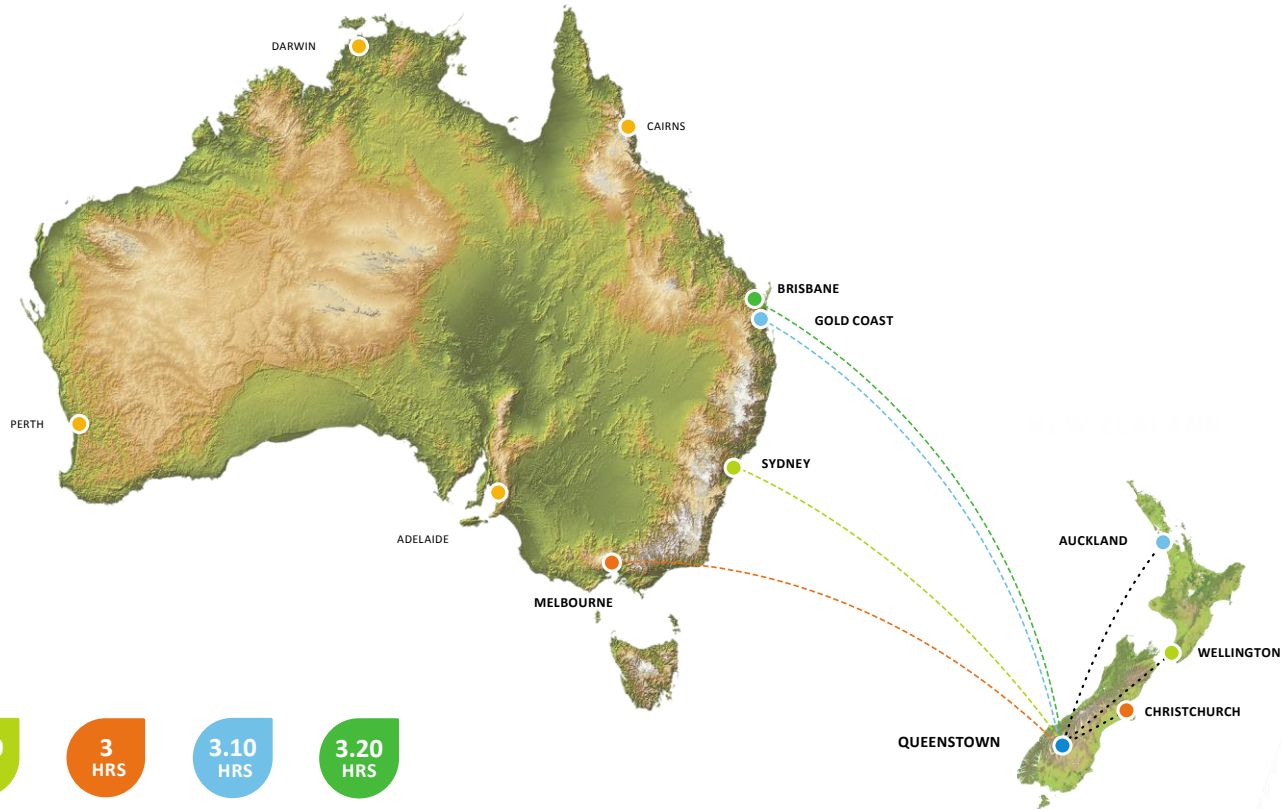 DARWIN
CAIRNS
BRISBANE
GOLD COAST
PERTH
SYDNEY
ADELAIDE
AUCKLAND
MELBOURNE
WELLINGTON
CHRISTCHURCH
QUEENSTOWN
3
HRS
3.10
HRS
3.20
HRS